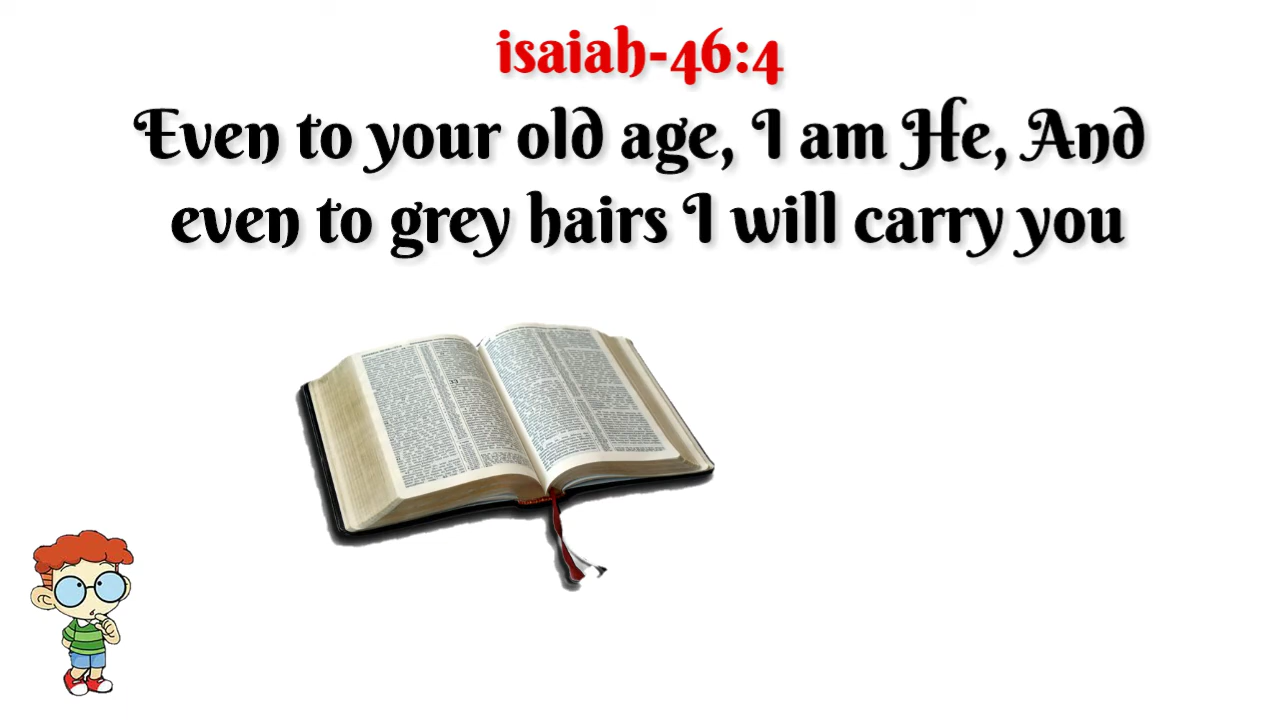 isaiah-46:4
Even to your old age, I am He, And
even to grey hairs I will carry you